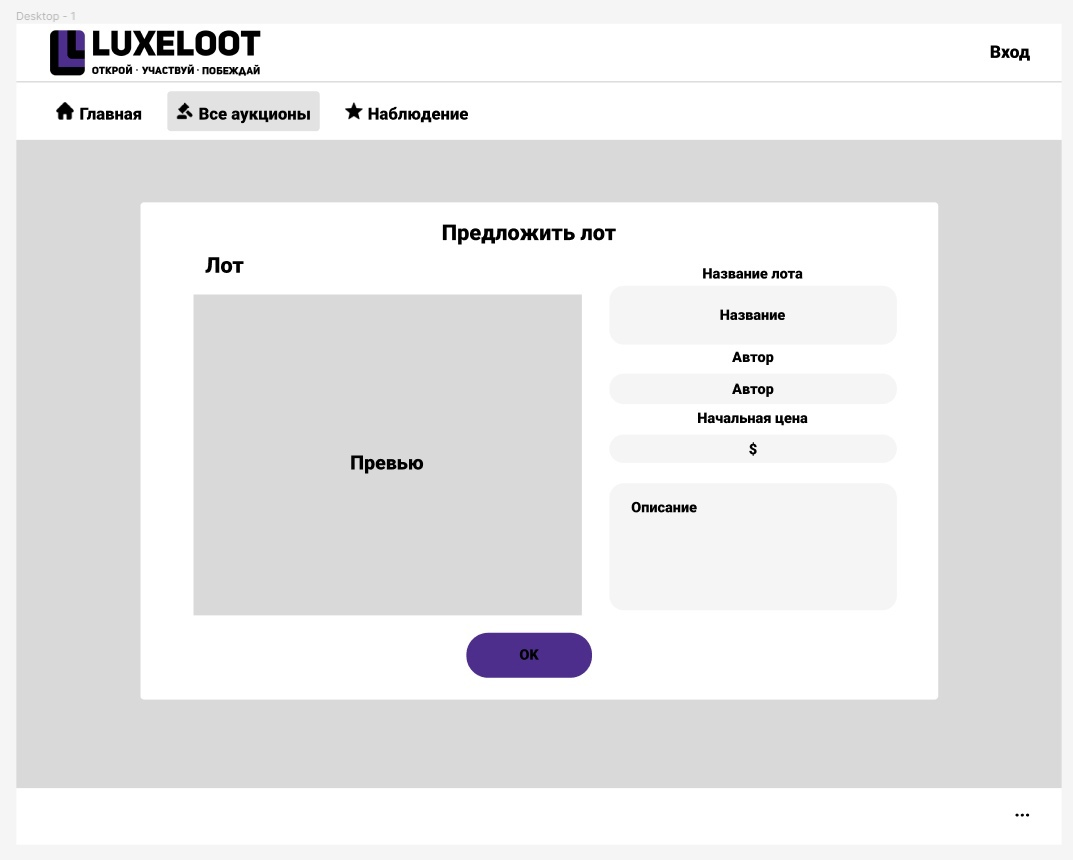 Desktop - 1
LUXELOOT
ОТКРОЙ · УЧАСТВУЙ · ПОБЕЖДАЙ
Вход
Главная
Все аукционы
Наблюдение
Предложить лот
Лот
Превью
Название лота
Название
Автор
Автор
Начальная цена
$
Описание
OK
...